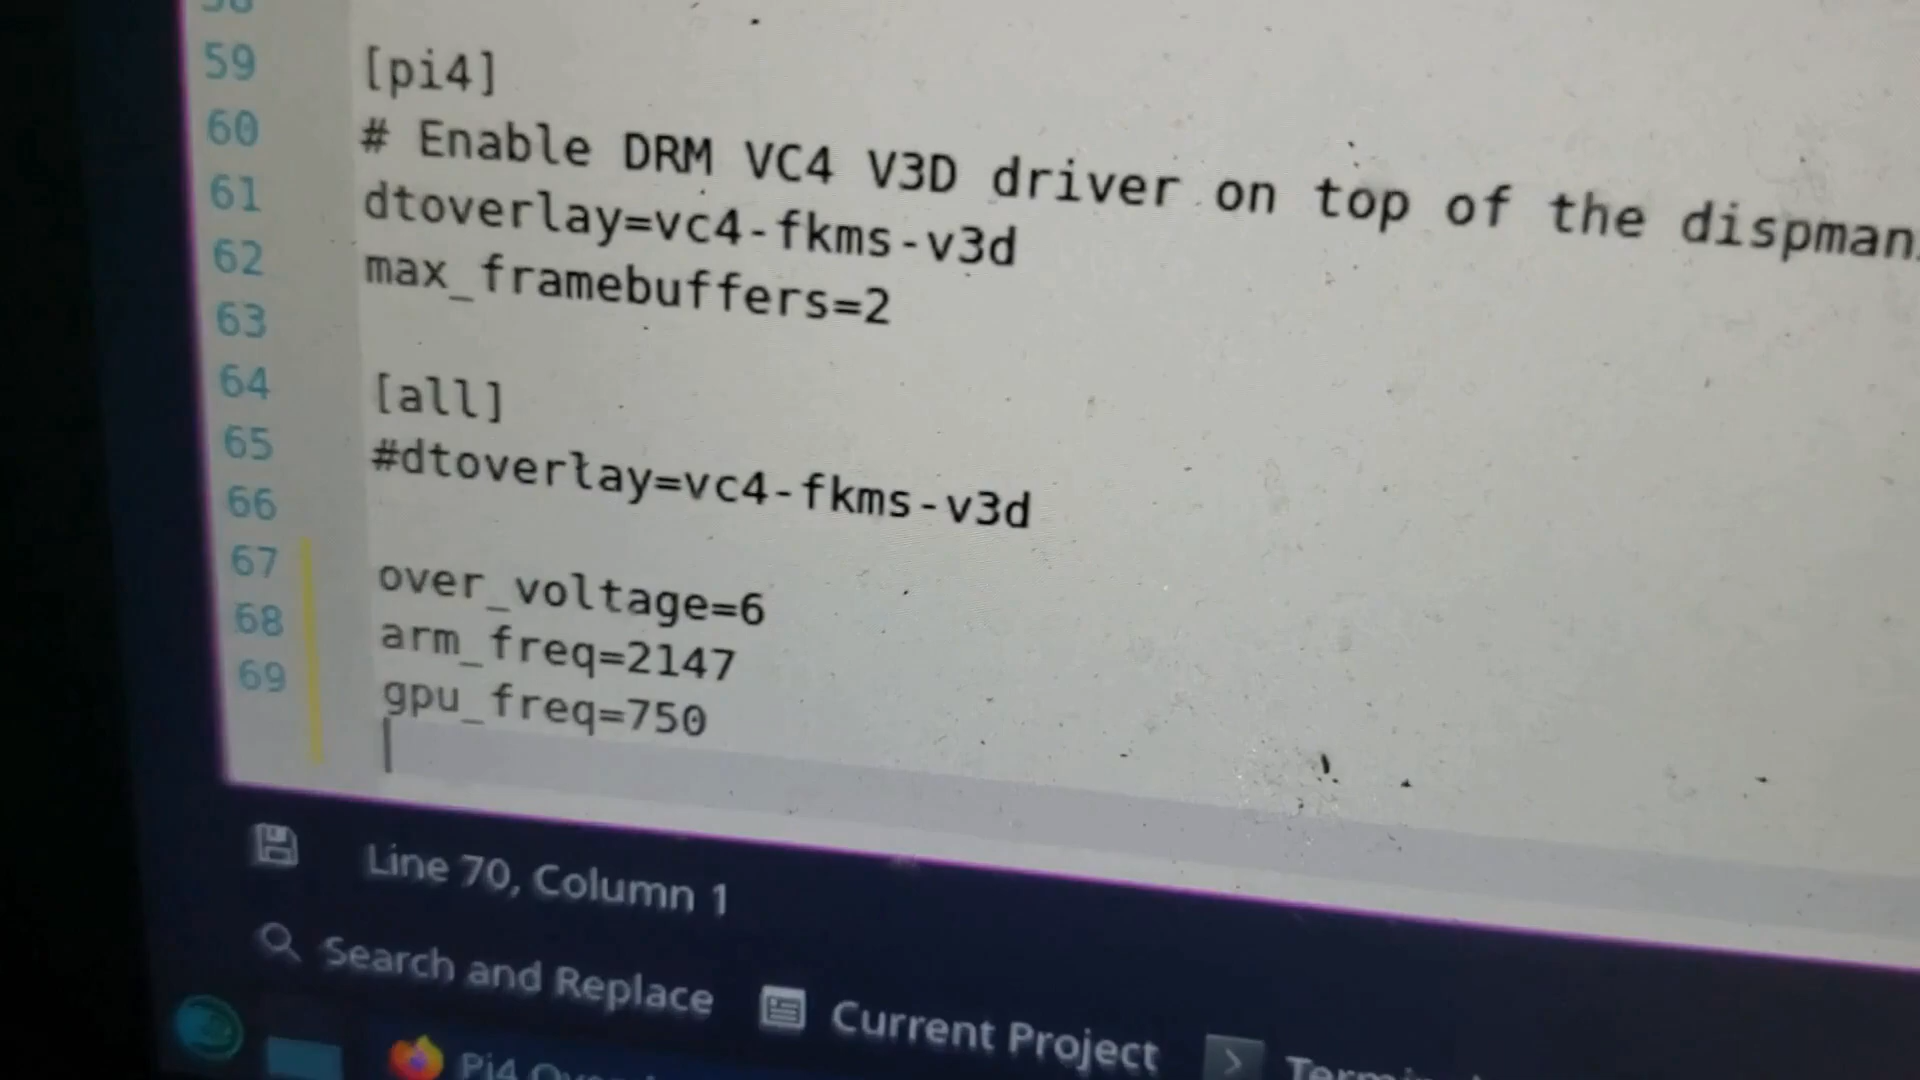 59 [pi4]
60 # Enable DRM VC4 V3D driver on top of the
61 dtoverlay=vc4-fkms-v3d
62 max_framebuffers=2
63
64 [all]
65 #dtoverlay=vc4-fkms-v3d
66
67 over_voltage=6
68 arm_freq=2147
69 gpu_freq=750
Line 70, Column 1
Search and Replace
Current Project
Pi4